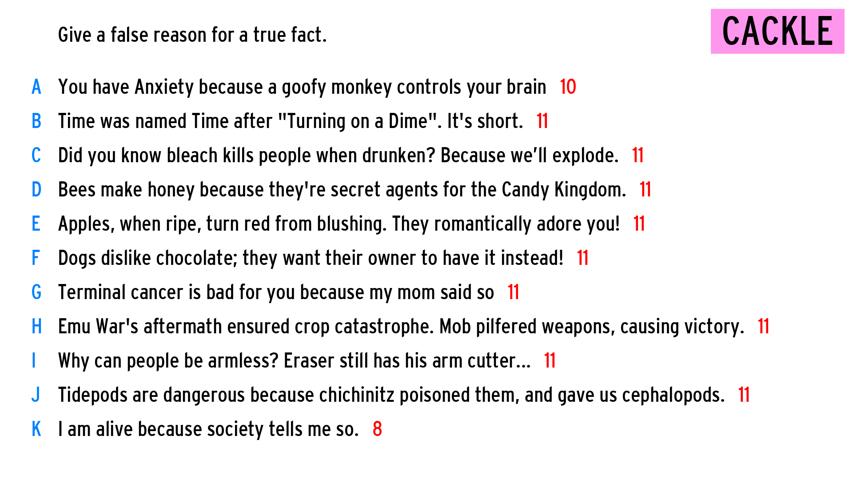 Give a false reason for a true fact.
CACKLE
A You have Anxiety because a goofy monkey controls your brain 10
B Time was named Time after "Turning on a Dime". It's short. 11
C Did you know bleach kills people when drunken? Because we’ll explode. 11
D Bees make honey because they're secret agents for the Candy Kingdom. 11
E Apples, when ripe, turn red from blushing. They romantically adore you! 11
F Dogs dislike chocolate; they want their owner to have it instead! 11
G Terminal cancer is bad for you because my mom said so 11
H Emu War's aftermath ensured crop catastrophe. Mob pilfered weapons, causing victory. 11
I Why can people be armless? Eraser still has his arm cutter... 11
J Tidepods are dangerous because chichinitz poisoned them, and gave us cephalopods. 11
K I am alive because society tells me so. 8